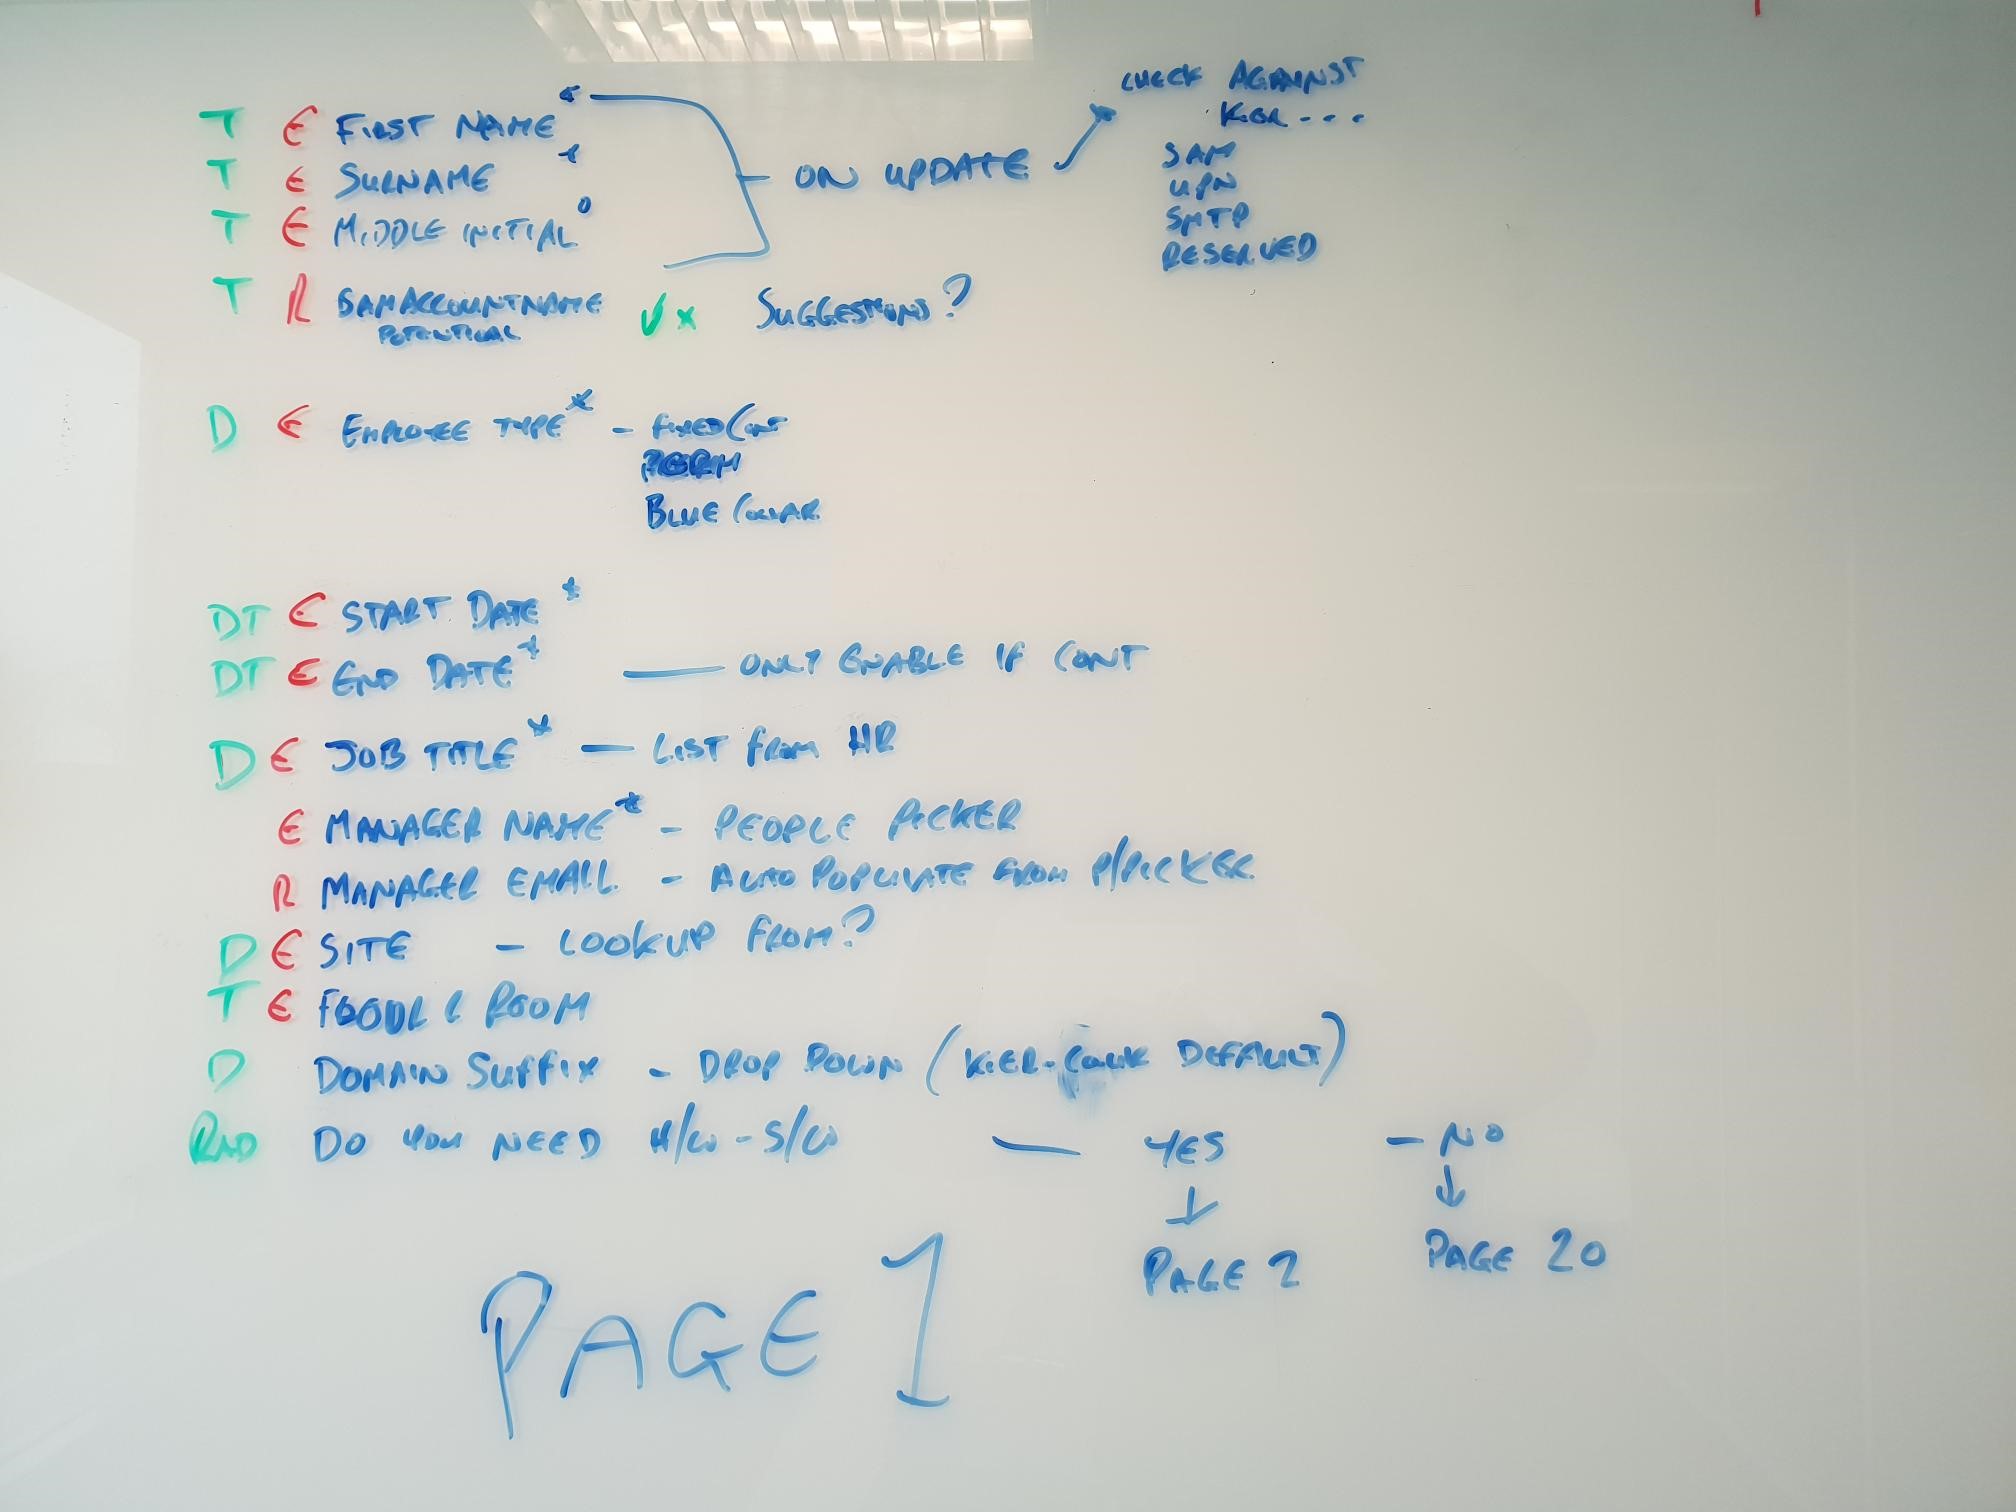 CHECK AGAINST
KIER - - -
T E FIRST NAME *
T E SURNAME * ON UPDATE SAM
UPN
T E MIDDLE INITIAL o SMTP
RESERVED
T R SAMACCOUNTNAME ✓ x SUGGESTIONS?
POTENTIAL
D E EMPLOYEE TYPE * - FIXED CONT
PERM
BLUE COLLAR
DT E START DATE *
DT E END DATE * — ONLY ENABLE IF CONT
D E JOB TITLE * — LIST FROM HR
E MANAGER NAME * - PEOPLE PICKER
R MANAGER EMAIL - AUTO POPULATE FROM P/PICKER
D E SITE - LOOKUP FROM?
T E ROOM
D DOMAIN SUFFIX - DROP DOWN (KIER. DEFAULT)
RAD DO YOU NEED H/W - S/W — YES — NO
↓ ↓
PAGE 2 PAGE 20
PAGE 1